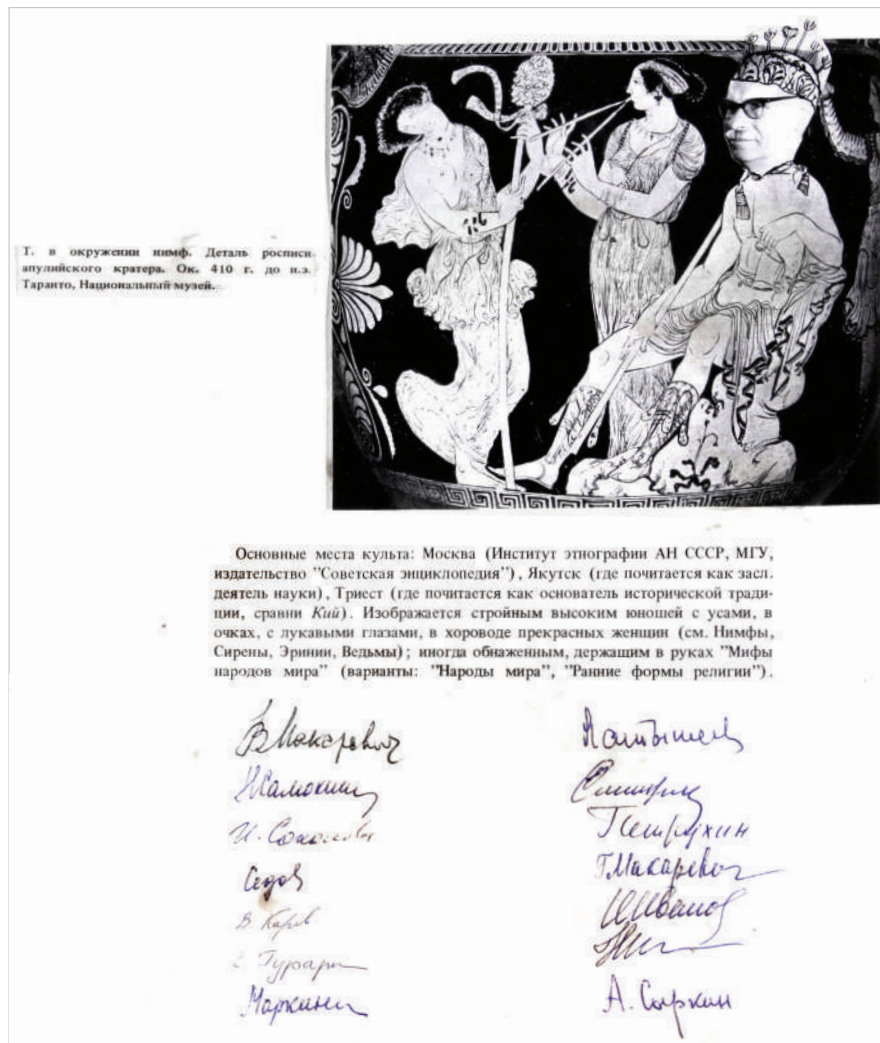 Т. в окружении нимф. Деталь росписи
апулийского кратера. Ок. 410 г. до н.э.
Таранто, Национальный музей.
Основные места культа: Москва (Институт этнографии АН СССР, МГУ,
издательство "Советская энциклопедия"), Якутск (где почитается как засл.
деятель науки), Триест (где почитается как основатель исторической тради-
ции, сравни Кий). Изображается стройным высоким юношей с усами, в
очках, с лукавыми глазами, в хороводе прекрасных женщин (см. Нимфы,
Сирены, Эринии, Ведьмы); иногда обнаженным, держащим в руках "Мифы
народов мира" (варианты: "Народы мира", "Ранние формы религии").
В Макаревич
Седов
Петрухин
Г. Макаревич
А. Сыркин